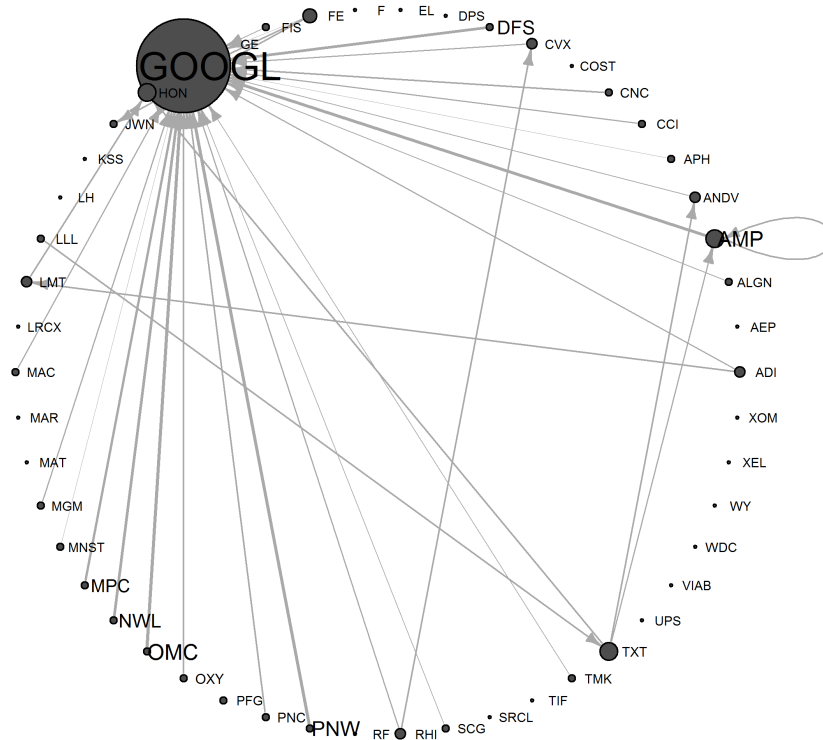 FE
F
EL
DPS
DFS
FIS
GE
CVX
GOOGL
COST
HON
CNC
JWN
CCI
KSS
APH
LH
ANDV
LLL
AMP
LMT
ALGN
LRCX
AEP
MAC
ADI
MAR
XOM
MAT
XEL
MGM
WY
MNST
WDC
MPC
VIAB
NWL
UPS
OMC
TXT
OXY
TMK
PFG
TIF
PNC
SRCL
PNW
RF
RHI
SCG